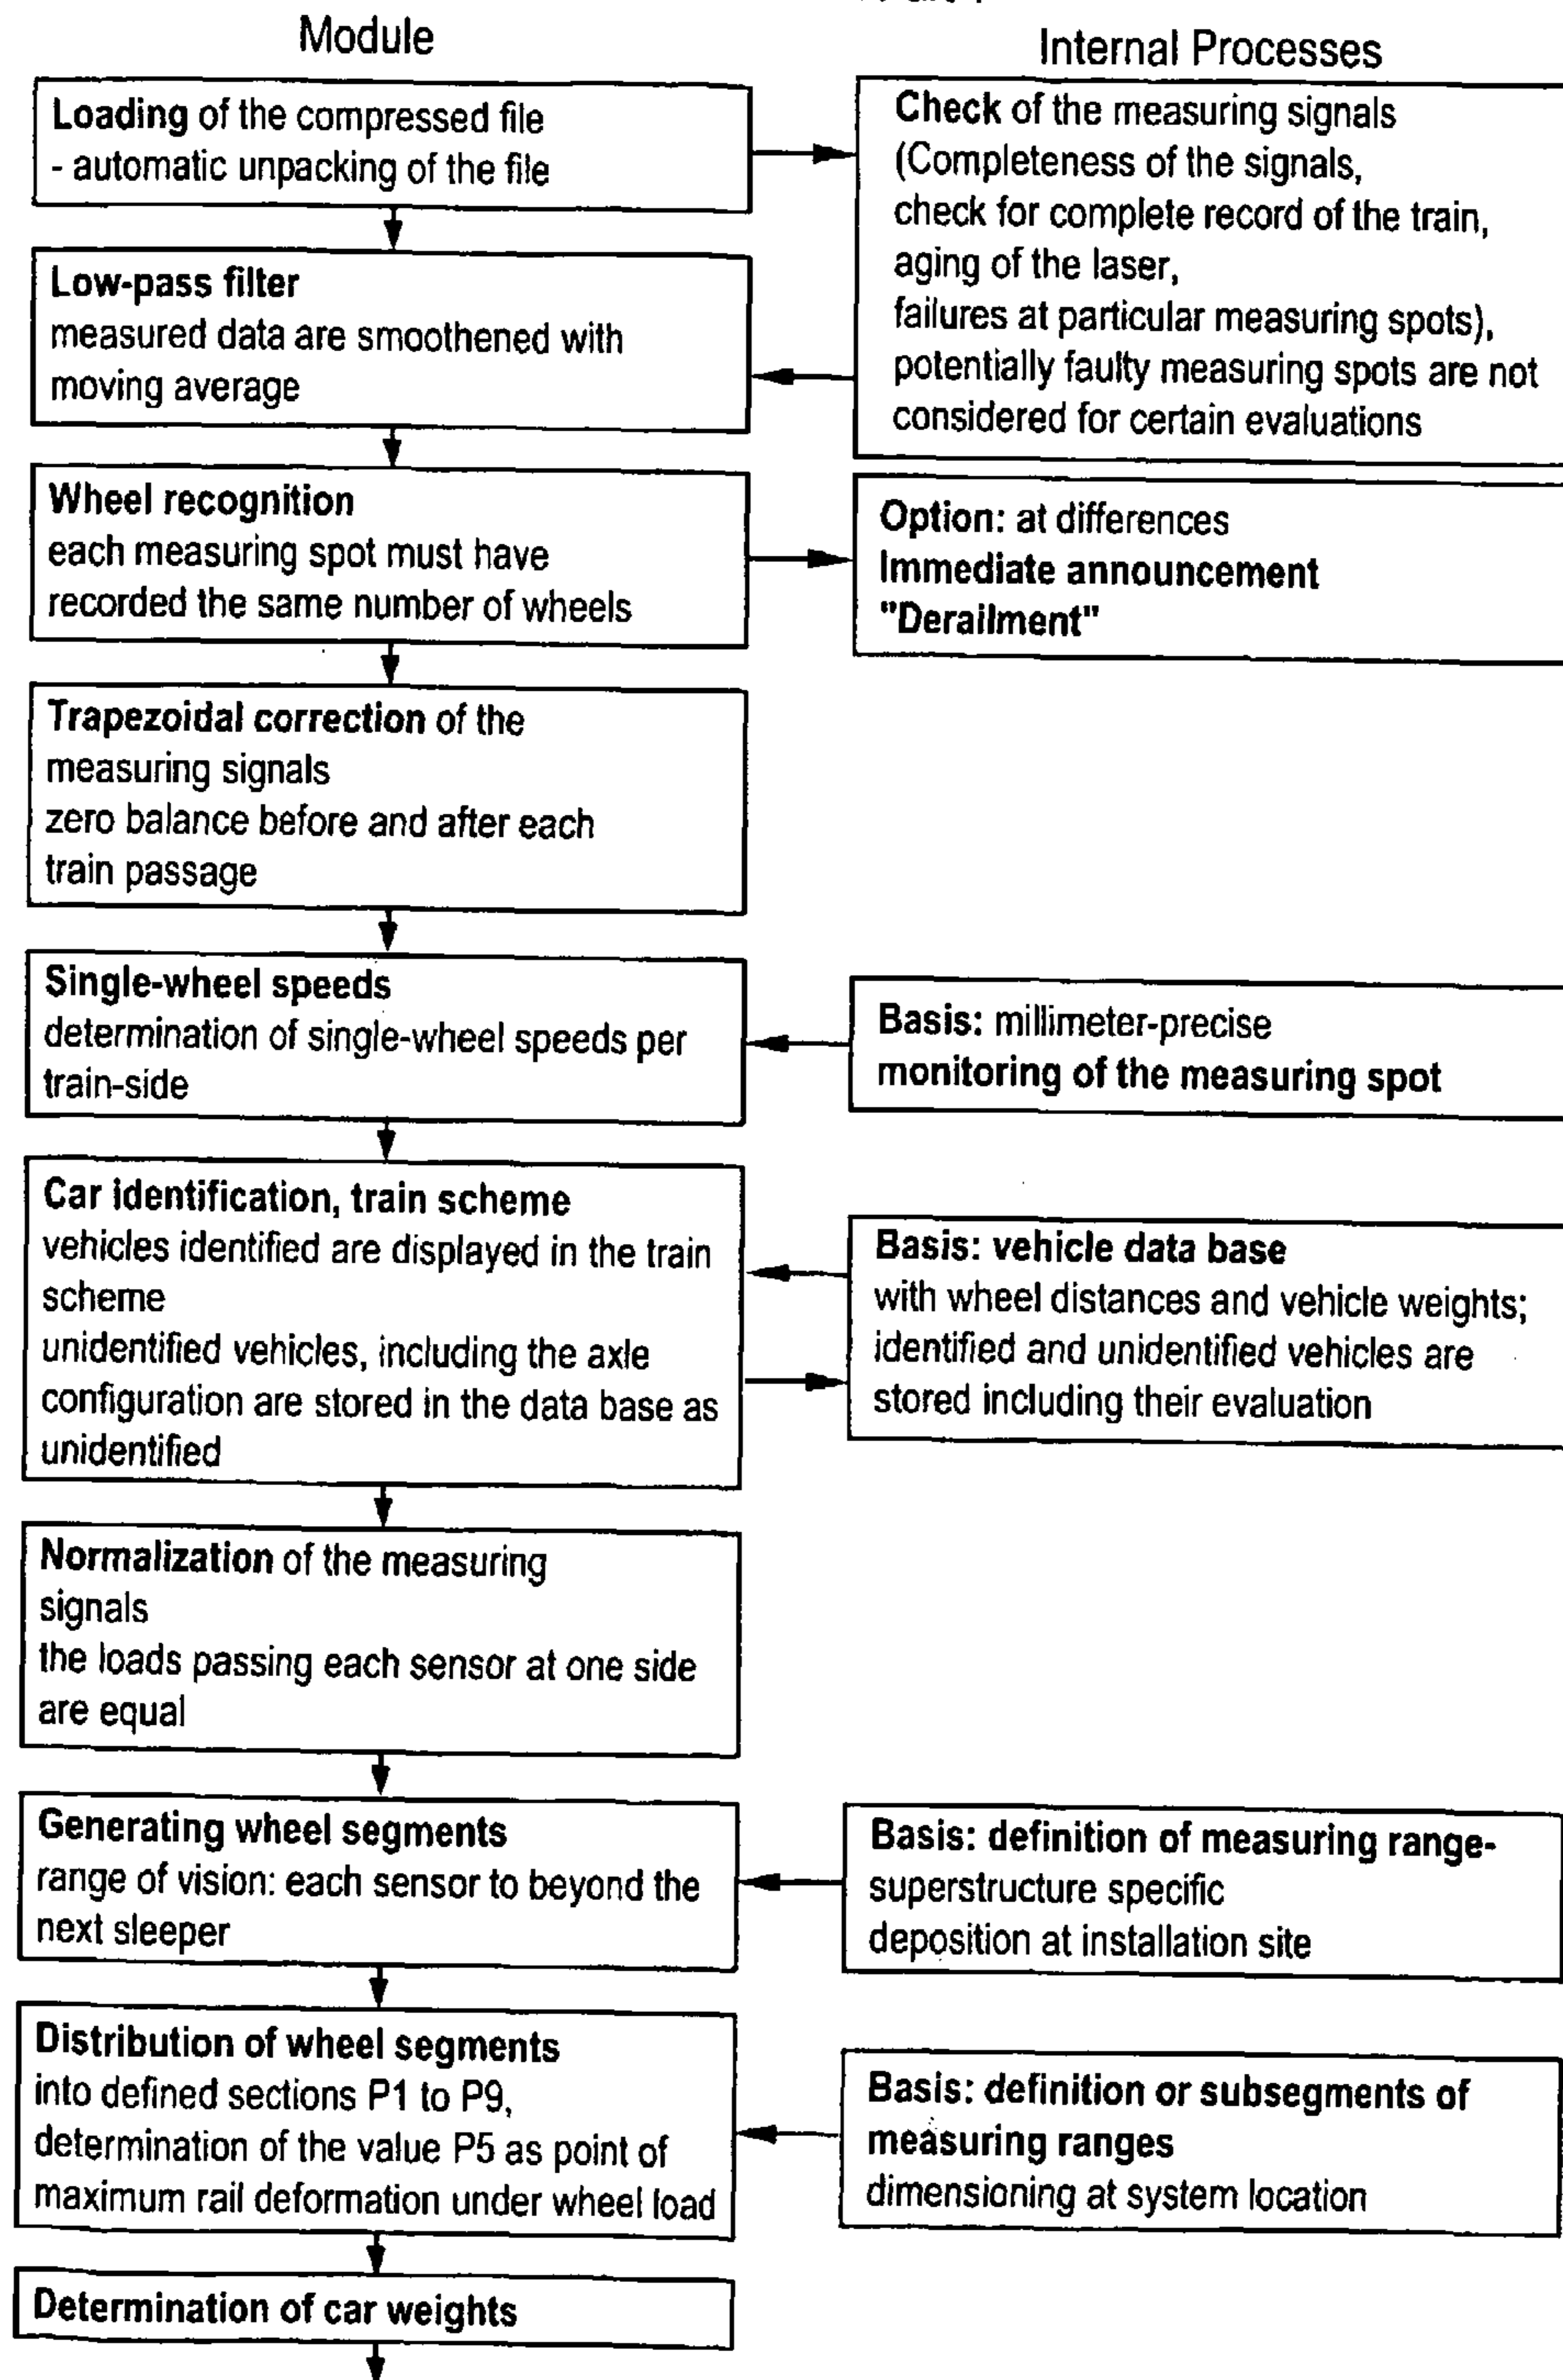 Module
Internal Processes
Loading of the compressed file
- automatic unpacking of the file
Check of the measuring signals
(Completeness of the signals,
check for complete record of the train,
aging of the laser,
failures at particular measuring spots),
potentially faulty measuring spots are not
considered for certain evaluations
Low-pass filter
measured data are smoothened with
moving average
Wheel recognition
each measuring spot must have
recorded the same number of wheels
Option: at differences
Immediate announcement
"Derailment"
Trapezoidal correction of the
measuring signals
zero balance before and after each
train passage
Single-wheel speeds
determination of single-wheel speeds per
train-side
Basis: millimeter-precise
monitoring of the measuring spot
Car identification, train scheme
vehicles identified are displayed in the train
scheme
unidentified vehicles, including the axle
configuration are stored in the data base as
unidentified
Basis: vehicle data base
with wheel distances and vehicle weights;
identified and unidentified vehicles are
stored including their evaluation
Normalization of the measuring
signals
the loads passing each sensor at one side
are equal
Generating wheel segments
range of vision: each sensor to beyond the
next sleeper
Basis: definition of measuring range-
superstructure specific
deposition at installation site
Distribution of wheel segments
into defined sections P1 to P9,
determination of the value P5 as point of
maximum rail deformation under wheel load
Basis: definition or subsegments of
measuring ranges
dimensioning at system location
Determination of car weights